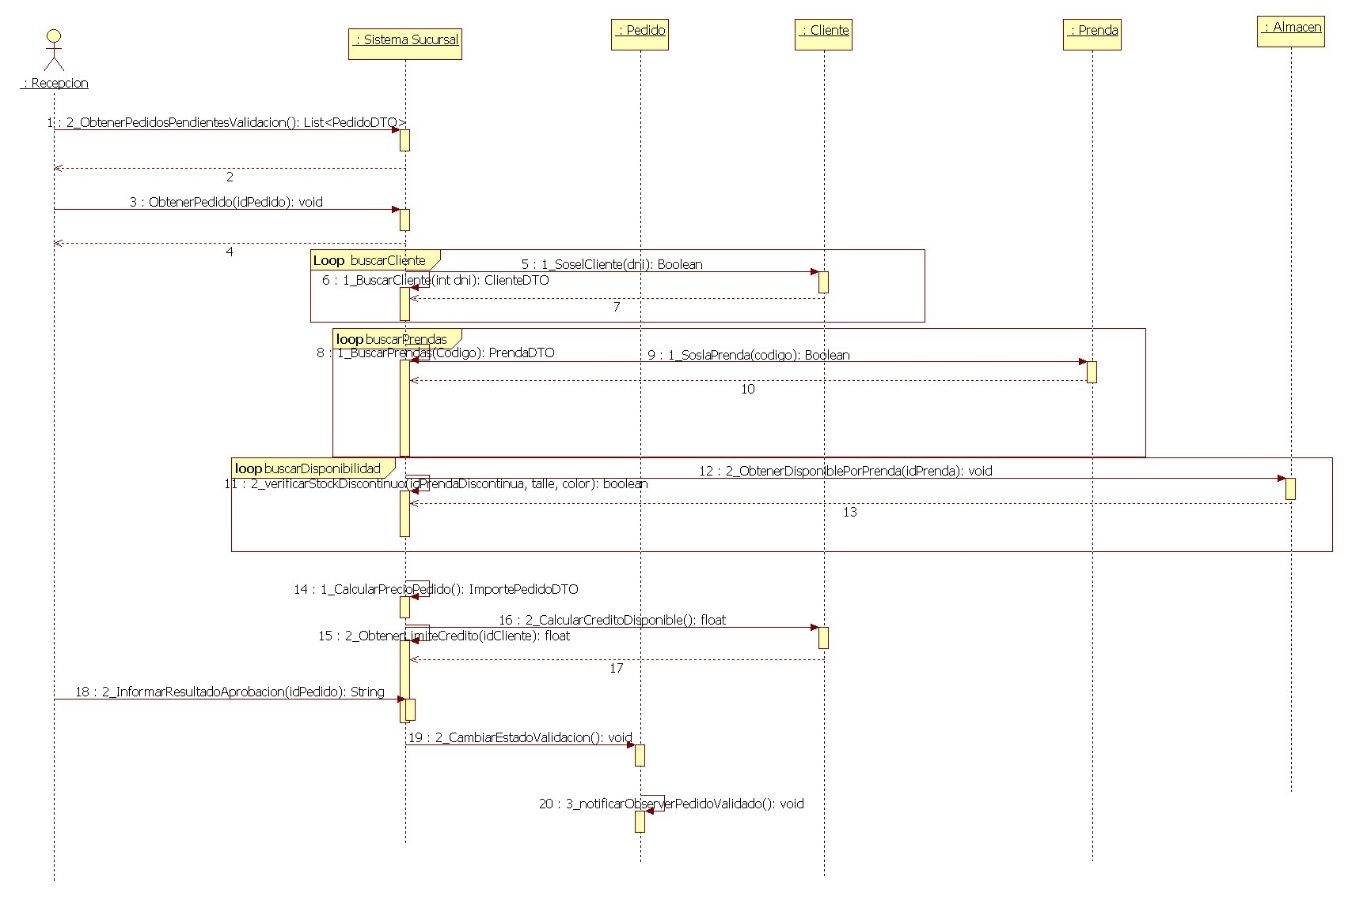 : Recepcion
: Sistema Sucursal
: Pedido
: Cliente
: Prenda
: Almacen
1 : 2_ObtenerPedidosPendientesValidacion(): List<PedidoDTO>
2
3 : ObtenerPedido(idPedido): void
4
Loop buscarCliente
5 : 1_SoselCliente(dni): Boolean
6 : 1_BuscarCliente(int dni): ClienteDTO
7
loop buscarPrendas
8 : 1_BuscarPrendas(Codigo): PrendaDTO
9 : 1_SoslaPrenda(codigo): Boolean
10
loop buscarDisponibilidad
12 : 2_ObtenerDisponiblePorPrenda(idPrenda): void
11 : 2_verificarStockDiscontinuo(idPrendaDiscontinua, talle, color): boolean
13
14 : 1_CalcularPrecioPedido(): ImportePedidoDTO
16 : 2_CalcularCreditoDisponible(): float
15 : 2_ObtenerLimiteCredito(idCliente): float
17
18 : 2_InformarResultadoAprobacion(idPedido): String
19 : 2_CambiarEstadoValidacion(): void
20 : 3_notificarObserverPedidoValidado(): void